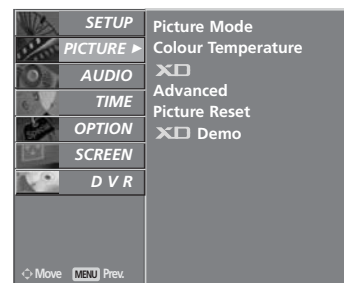 SETUP
PICTURE ►
AUDIO
TIME
OPTION
SCREEN
D V R
Move MENU Prev.
Picture Mode
Colour Temperature
XD
Advanced
Picture Reset
XD Demo